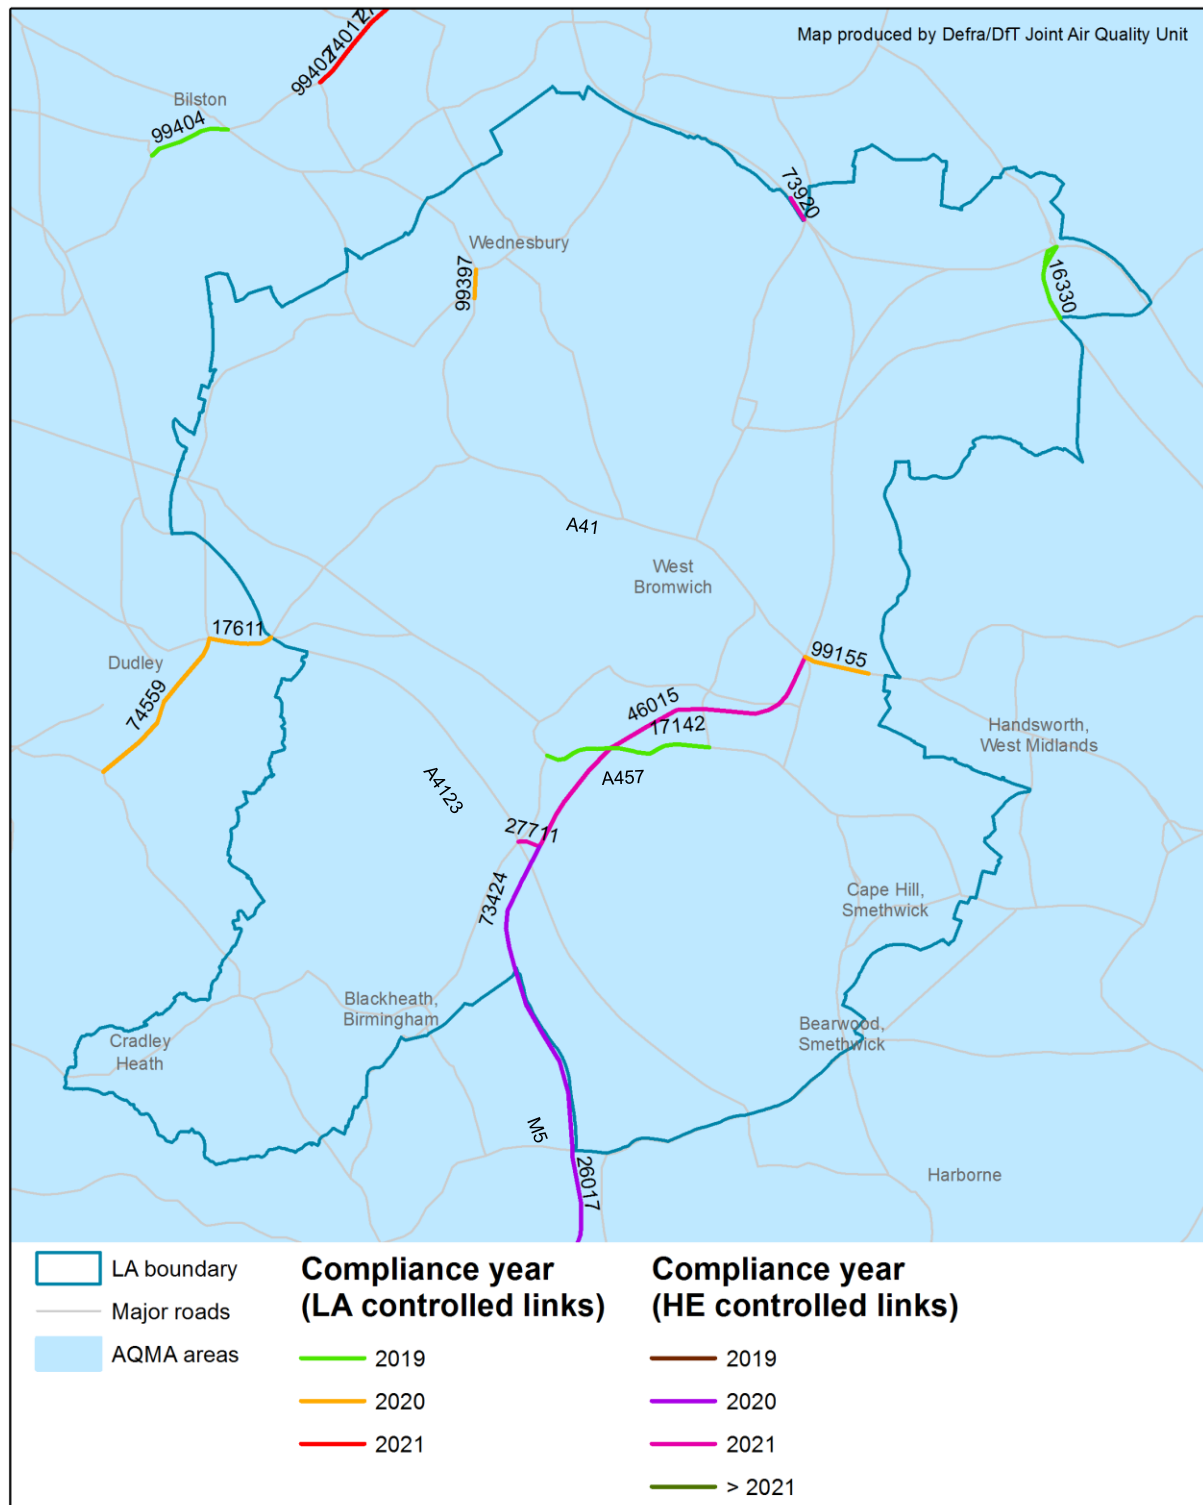 Map produced by Defra/DfT Joint Air Quality Unit
99402
74017
Bilston
99404
73920
Wednesbury
99397
16330
A41
West
Bromwich
17611
Dudley
99155
74559
46015
17142
Handsworth,
West Midlands
A4123
A457
27711
73424
Cape Hill,
Smethwick
Blackheath,
Birmingham
Bearwood,
Smethwick
Cradley
Heath
M5
26017
Harborne
LA boundary
Major roads
AQMA areas
Compliance year
(LA controlled links)
2019
2020
2021
Compliance year
(HE controlled links)
2019
2020
2021
> 2021